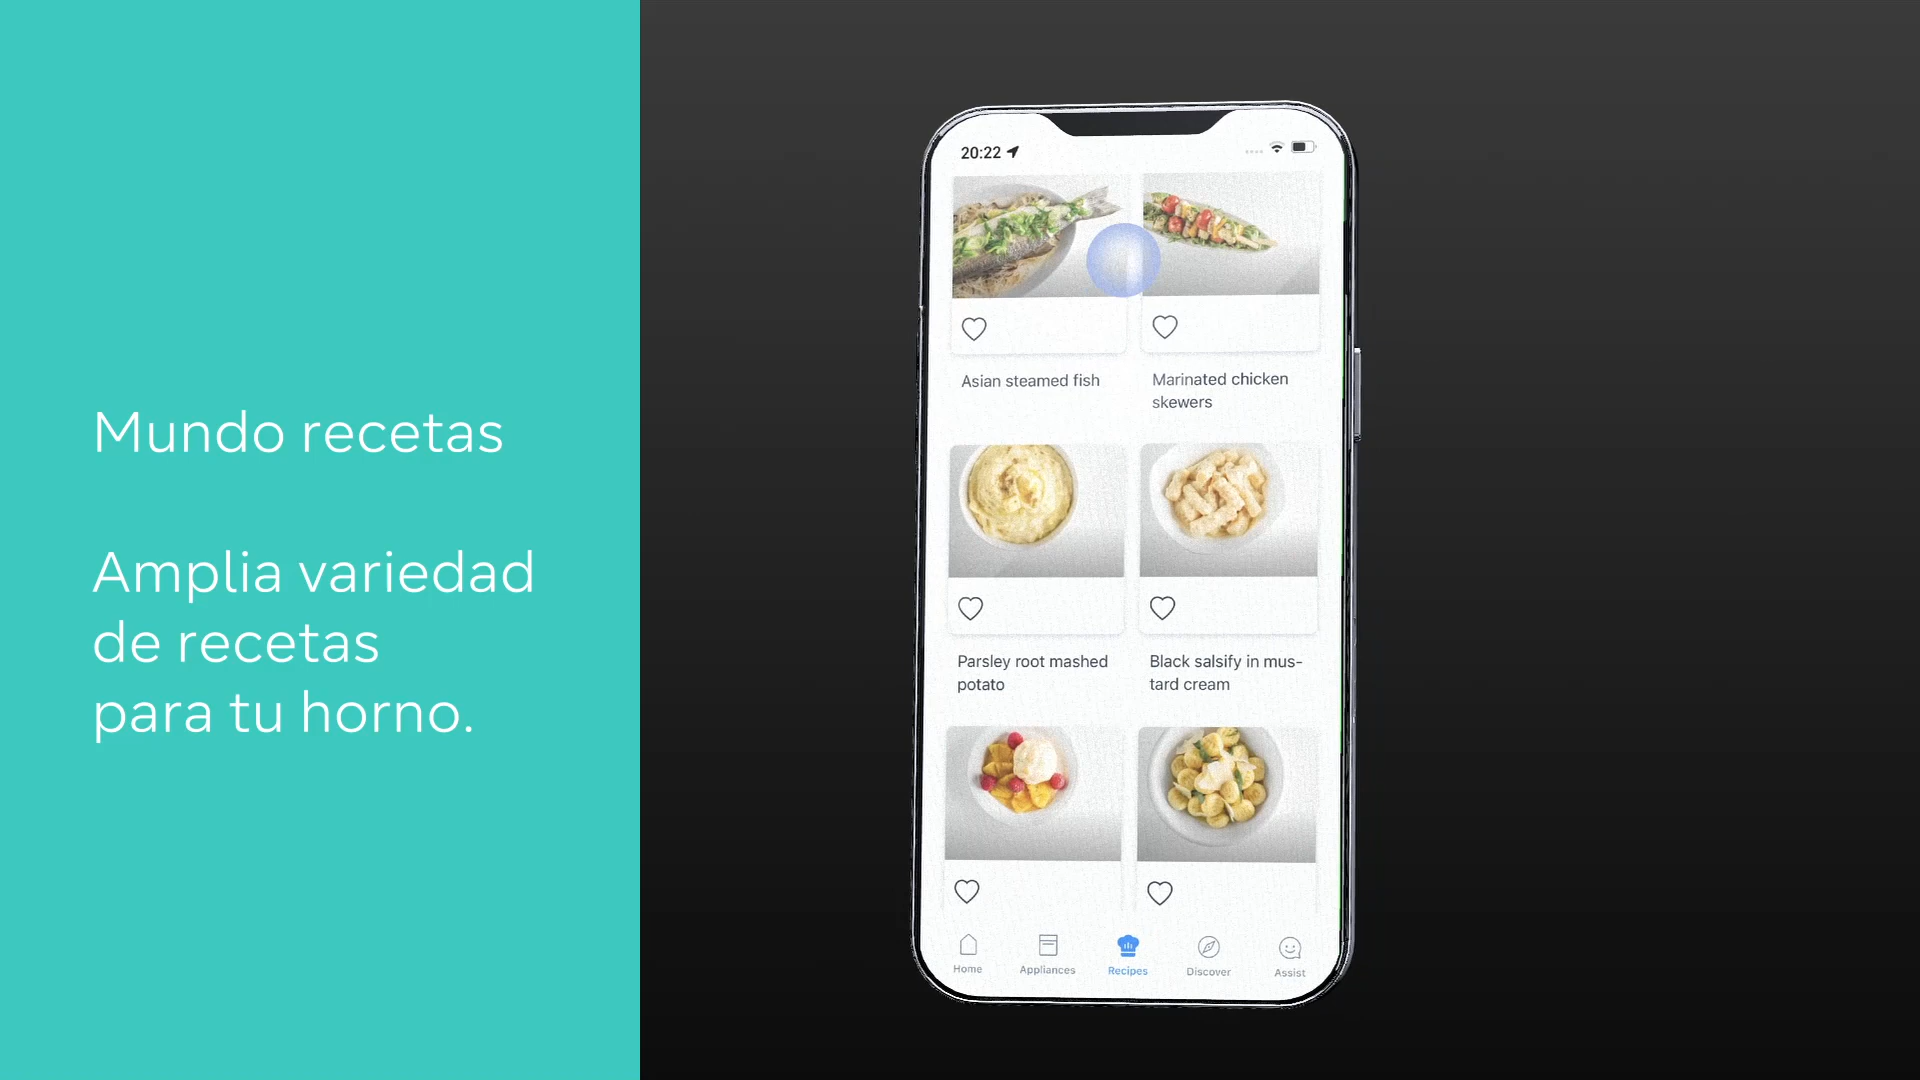 Mundo recetas
Amplia variedad
de recetas
para tu horno.
20:22
Asian steamed fish
Marinated chicken
skewers
Parsley root mashed
potato
Black salsify in mus-
tard cream
Home
Appliances
Recipes
Discover
Assist